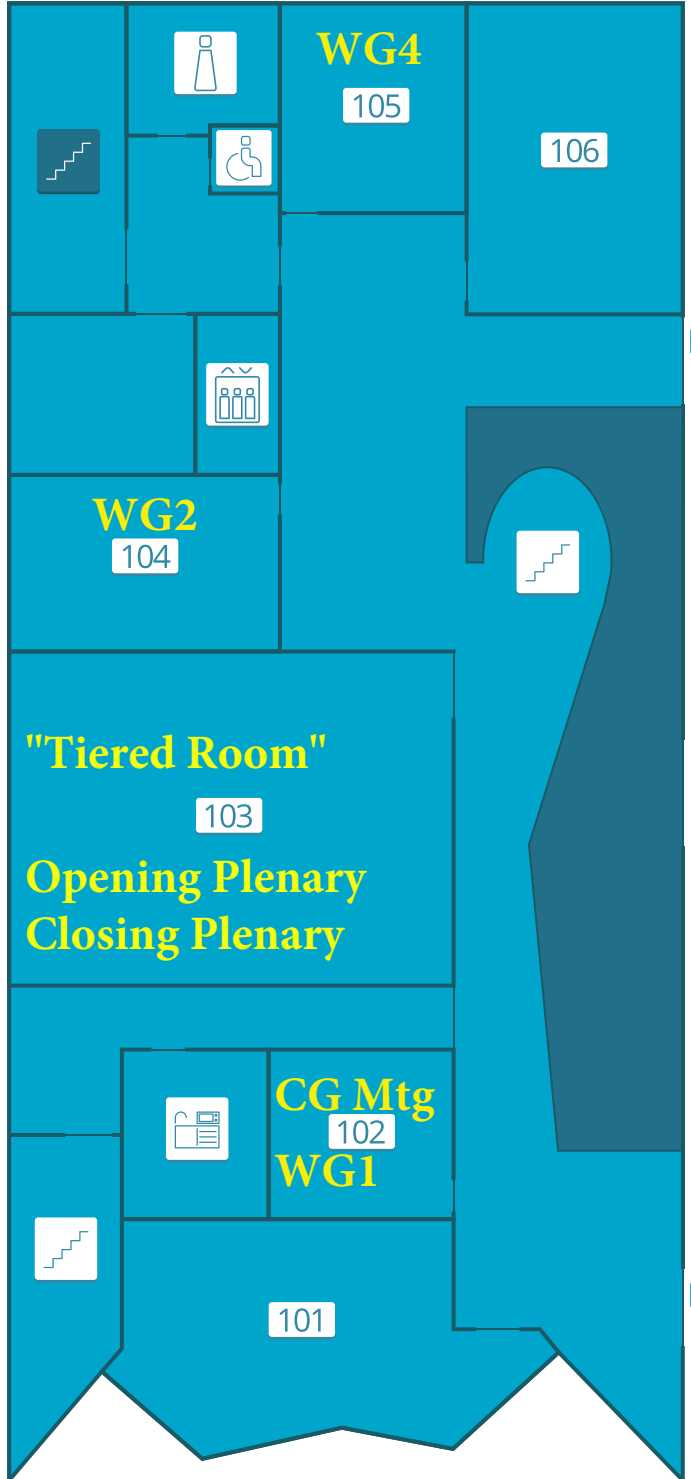 WG4
105
106
WG2
104
"Tiered Room"
103
Opening Plenary
Closing Plenary
CG Mtg
102
WG1
101